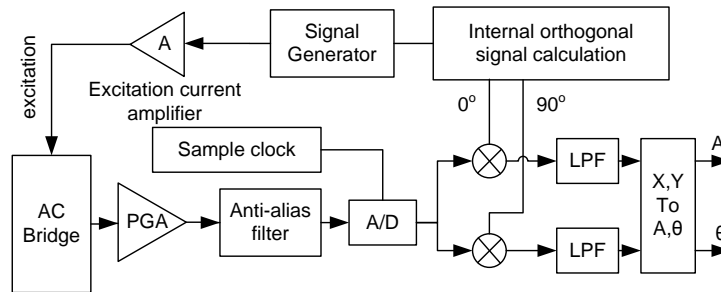 A
Signal
Generator
Internal orthogonal
signal calculation
excitation
Excitation current
amplifier
0°
90°
Sample clock
AC
Bridge
PGA
Anti-alias
filter
A/D
LPF
LPF
X,Y
To
A,θ
A
θ